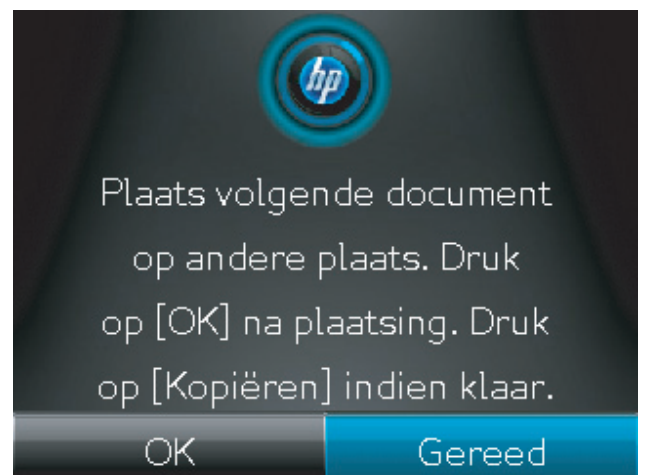 hp
Plaats volgende document
op andere plaats. Druk
op [OK] na plaatsing. Druk
op [Kopiëren] indien klaar.
OK
Gereed